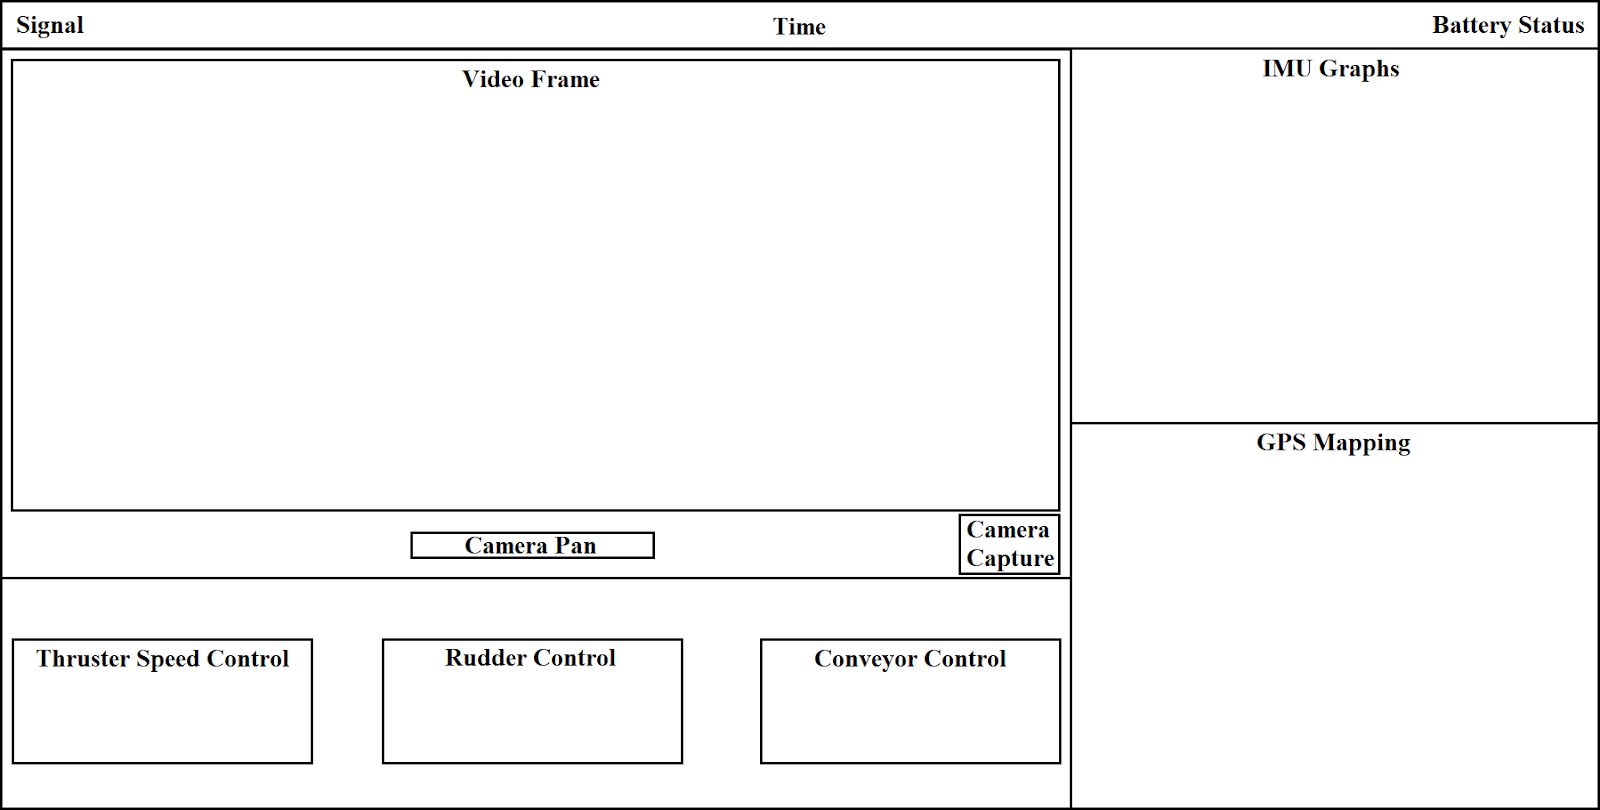 Signal
Time
Battery Status
Video Frame
IMU Graphs
GPS Mapping
Camera Pan
Camera
Capture
Thruster Speed Control
Rudder Control
Conveyor Control